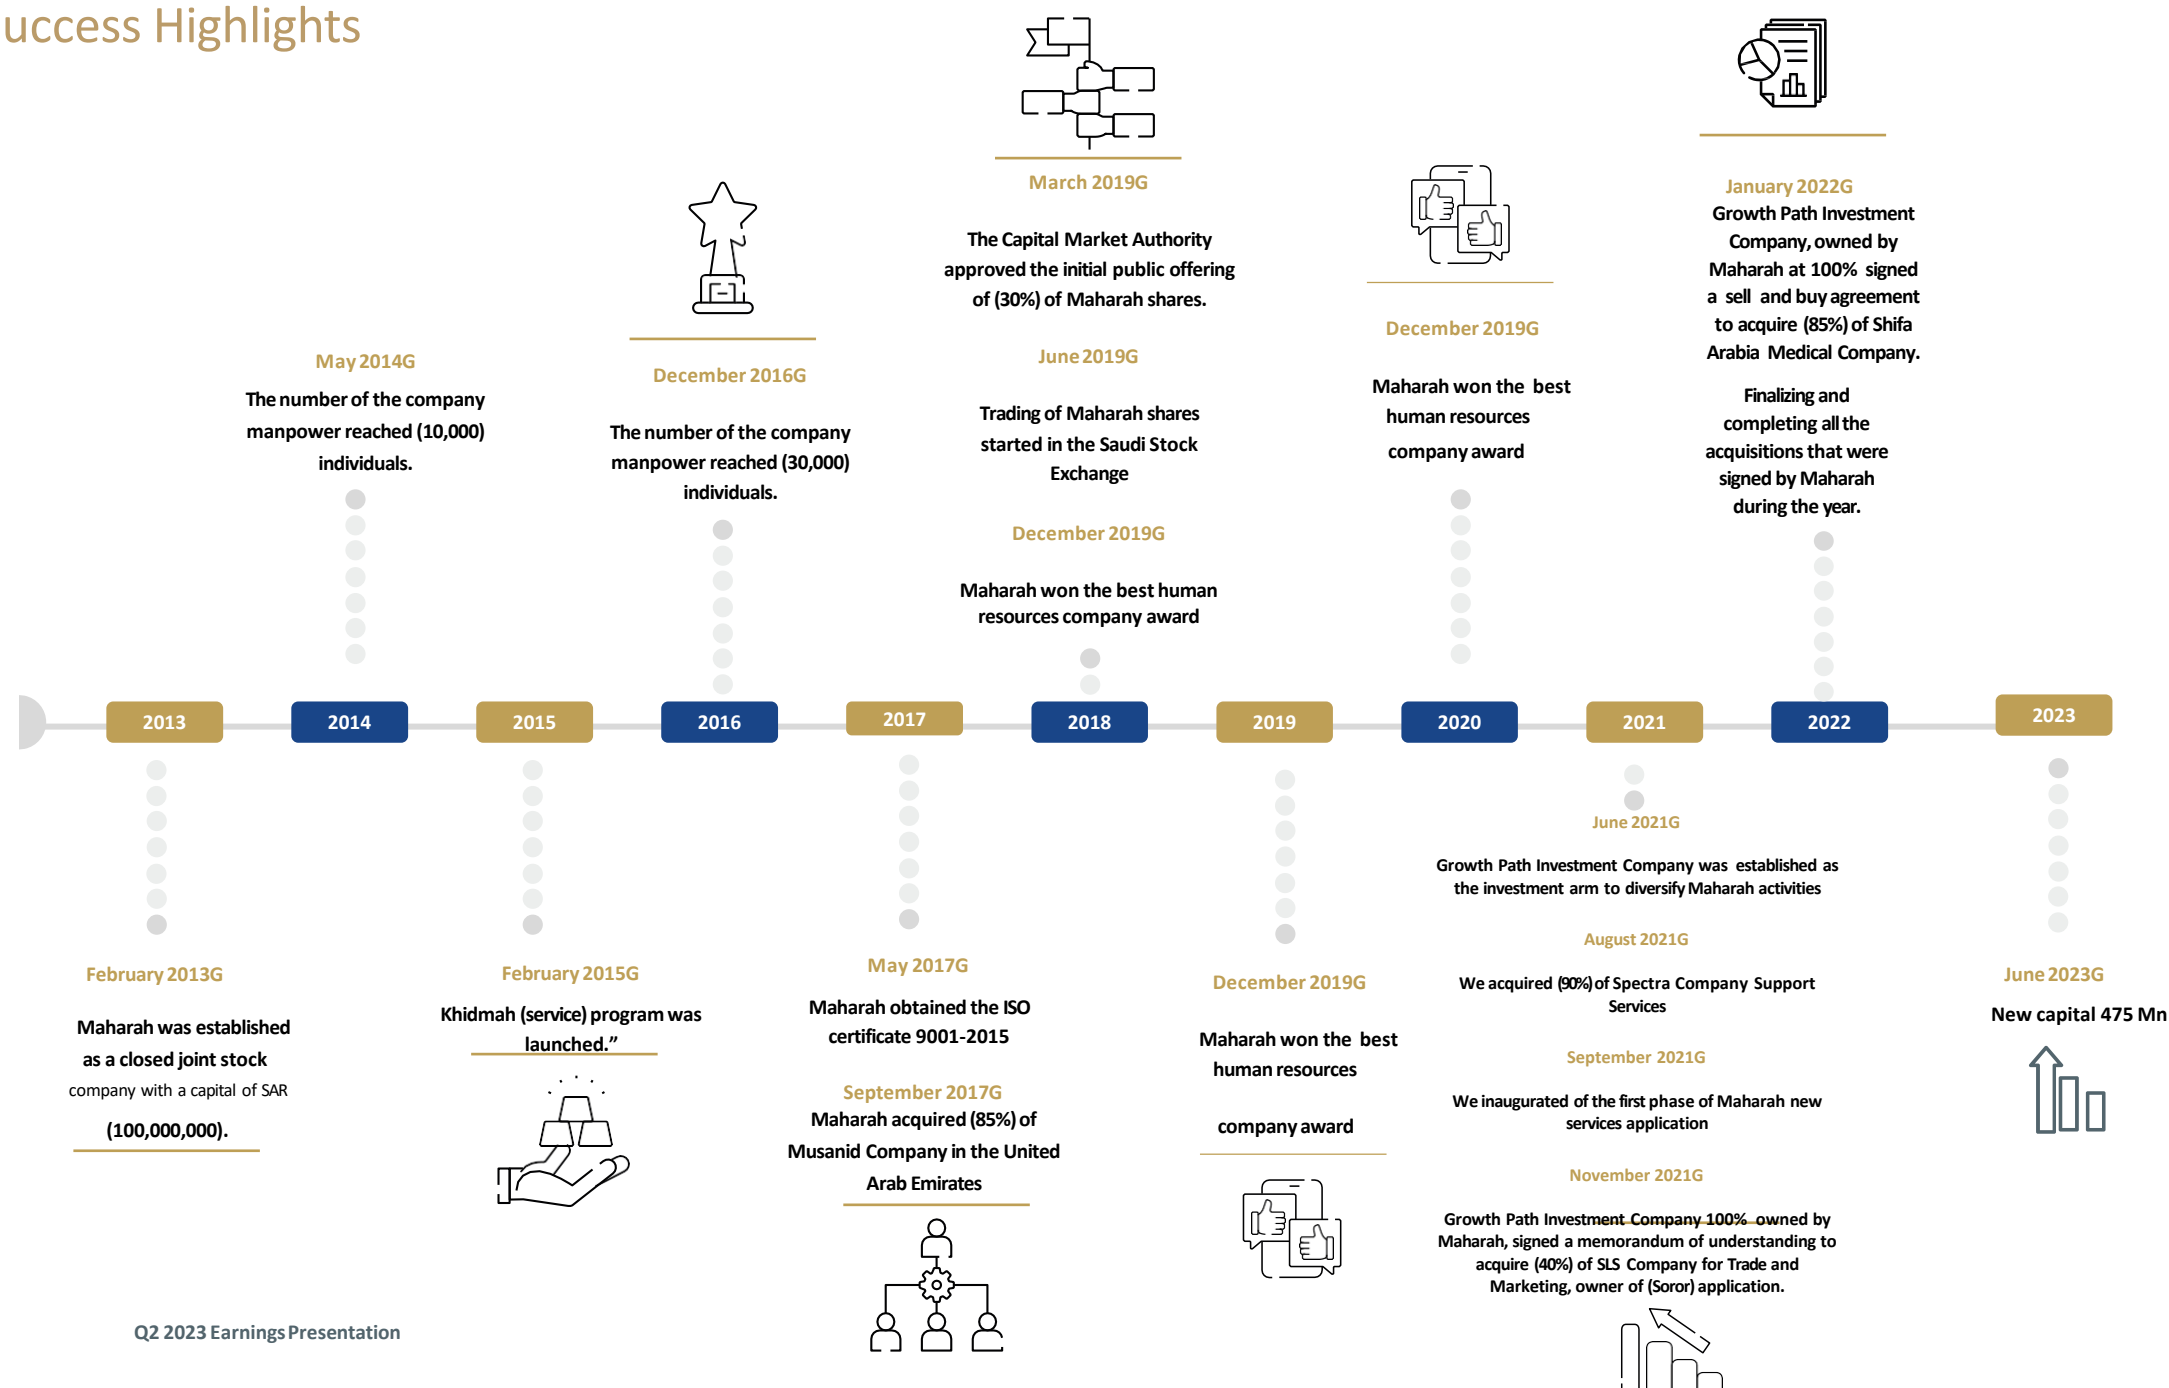 uccess Highlights
March 2019G
The Capital Market Authority
approved the initial public offering
of (30%) of Maharah shares.
June 2019G
Trading of Maharah shares
started in the Saudi Stock
Exchange
December 2019G
Maharah won the best human
resources company award
January 2022G
Growth Path Investment
Company, owned by
Maharah at 100% signed
a sell and buy agreement
to acquire (85%) of Shifa
Arabia Medical Company.
Finalizing and
completing all the
acquisitions that were
signed by Maharah
during the year.
December 2019G
Maharah won the best
human resources
company award
May 2014G
The number of the company
manpower reached (10,000)
individuals.
December 2016G
The number of the company
manpower reached (30,000)
individuals.
2013
2014
2015
2016
2017
2018
2019
2020
2021
2022
2023
February 2013G
Maharah was established
as a closed joint stock
company with a capital of SAR
(100,000,000).
February 2015G
Khidmah (service) program was
launched.”
May 2017G
Maharah obtained the ISO
certificate 9001-2015
September 2017G
Maharah acquired (85%) of
Musanid Company in the United
Arab Emirates
December 2019G
Maharah won the best
human resources
company award
June 2021G
Growth Path Investment Company was established as
the investment arm to diversify Maharah activities
August 2021G
We acquired (90%) of Spectra Company Support
Services
September 2021G
We inaugurated of the first phase of Maharah new
services application
November 2021G
Growth Path Investment Company 100% owned by
Maharah, signed a memorandum of understanding to
acquire (40%) of SLS Company for Trade and
Marketing, owner of (Soror) application.
June 2023G
New capital 475 Mn
Q2 2023 Earnings Presentation